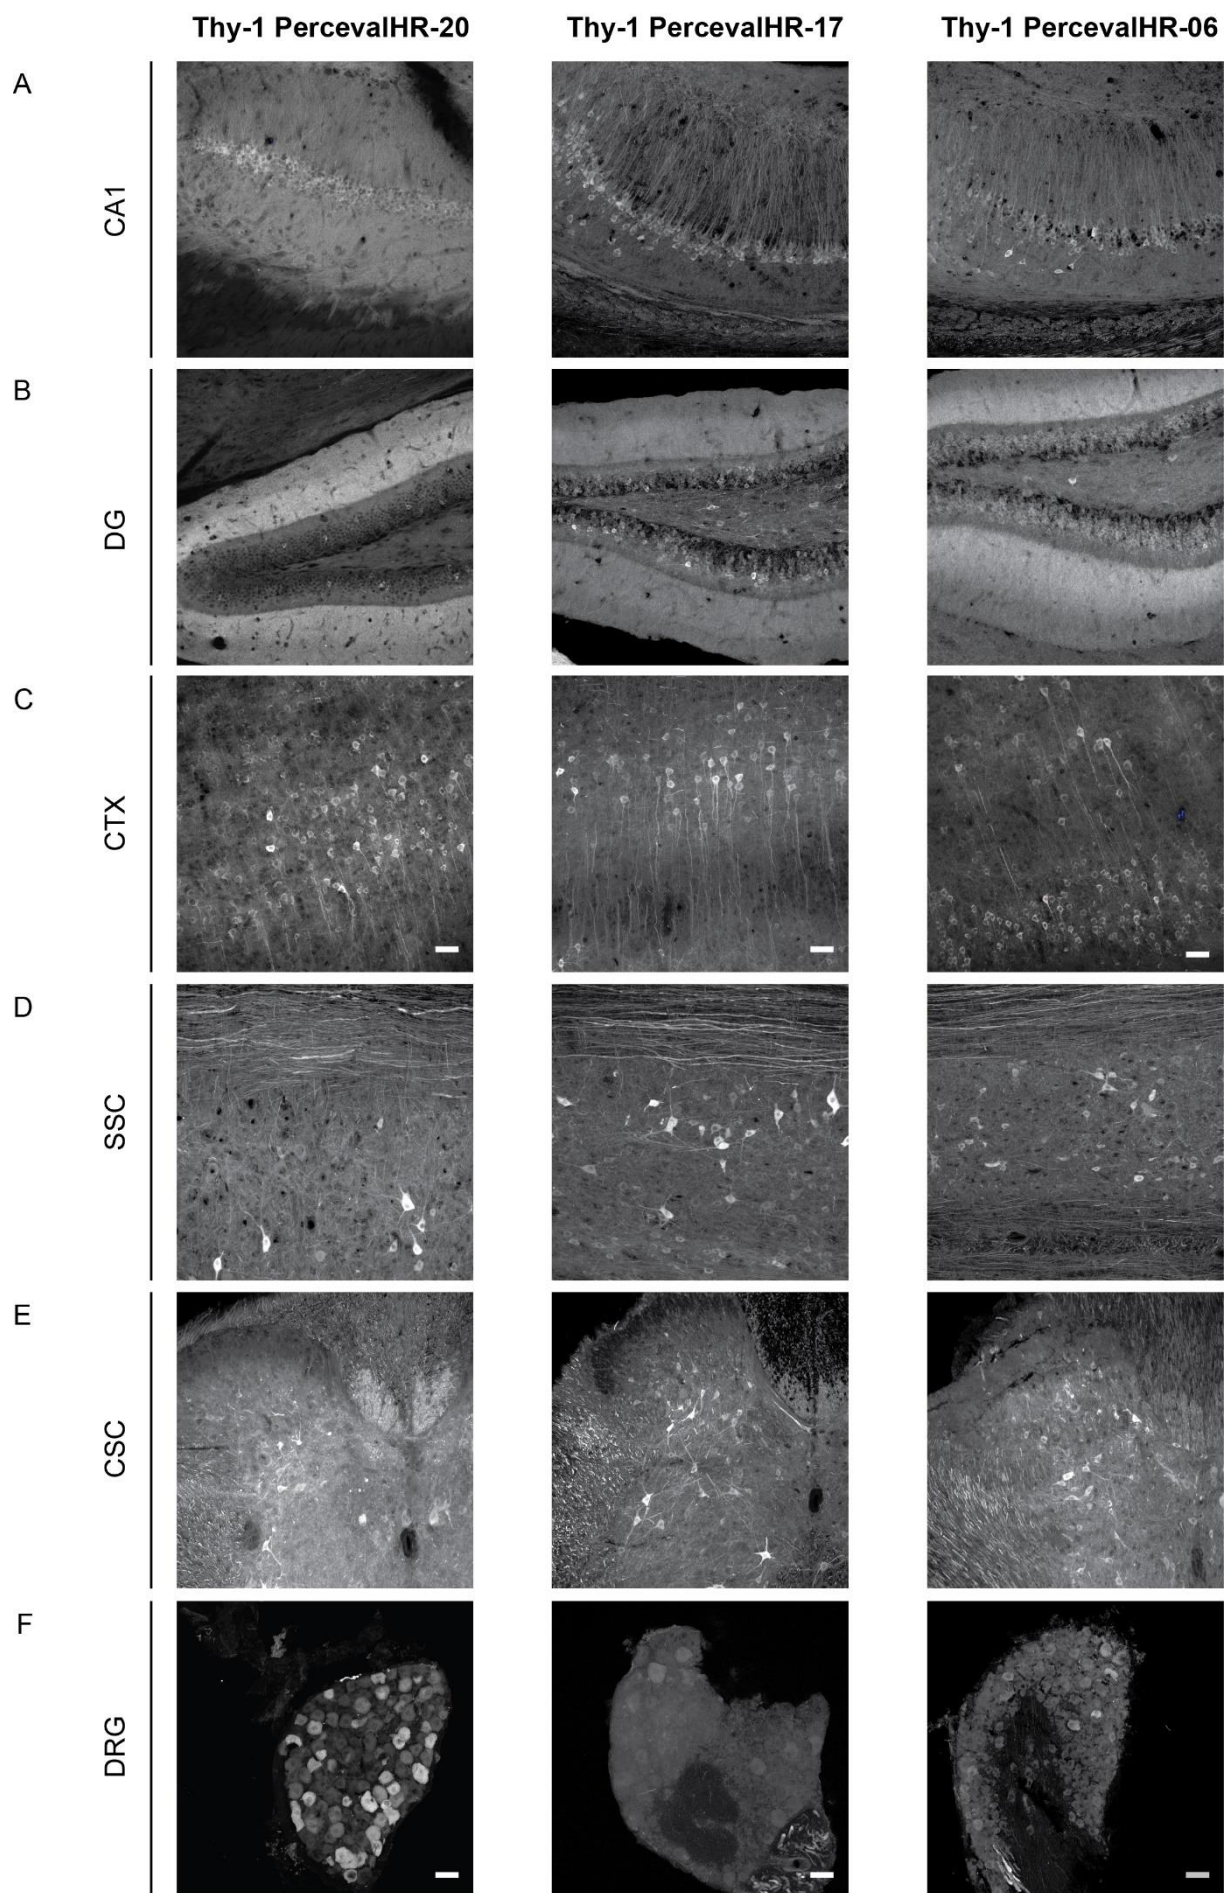 Thy-1 PercevalHR-20 Thy-1 PercevalHR-17 Thy-1 PercevalHR-06
A
CA1
B
DG
C
CTX
D
SSC
E
CSC
F
DRG